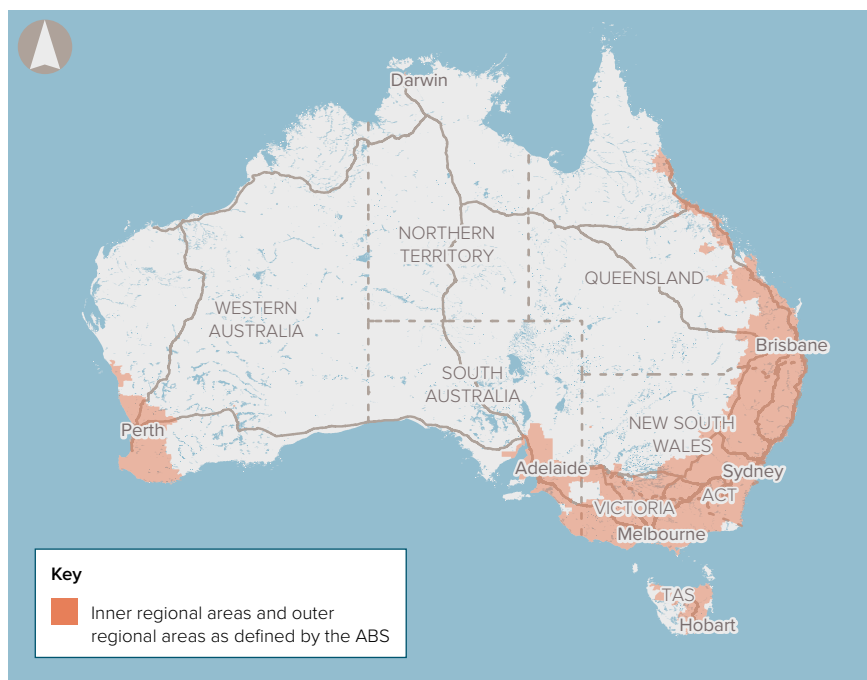 Darwin
NORTHERN
TERRITORY
QUEENSLAND
WESTERN
AUSTRALIA
Brisbane
SOUTH
AUSTRALIA
NEW SOUTH
WALES
Perth
Adelaide
Sydney
ACT
VICTORIA
Melbourne
TAS
Hobart
Key
Inner regional areas and outer
regional areas as defined by the ABS